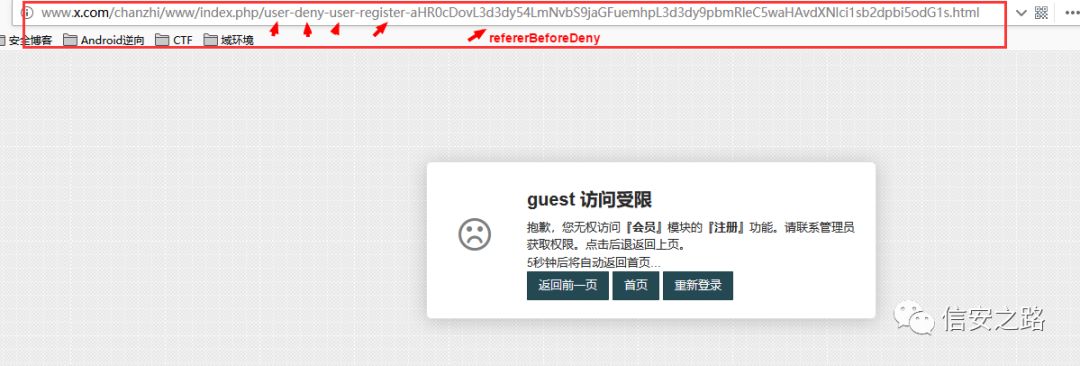 www.x.com/chanzhi/www/index.php/user-deny-user-register-aHR0cDovL3d3dy54LmNvbS9jaGFuemhpL3d3dy9pbmRleC5waHAvdXNlci1sb2dpbi5odG1s.html
refererBeforeDeny
安全博客 Android逆向 CTF 域环境
guest 访问受限
抱歉，您无权访问『会员』模块的『注册』功能。请联系管理员
获取权限。点击后退返回上页。
5秒钟后将自动返回首页...
返回前一页 首页 重新登录
信安之路